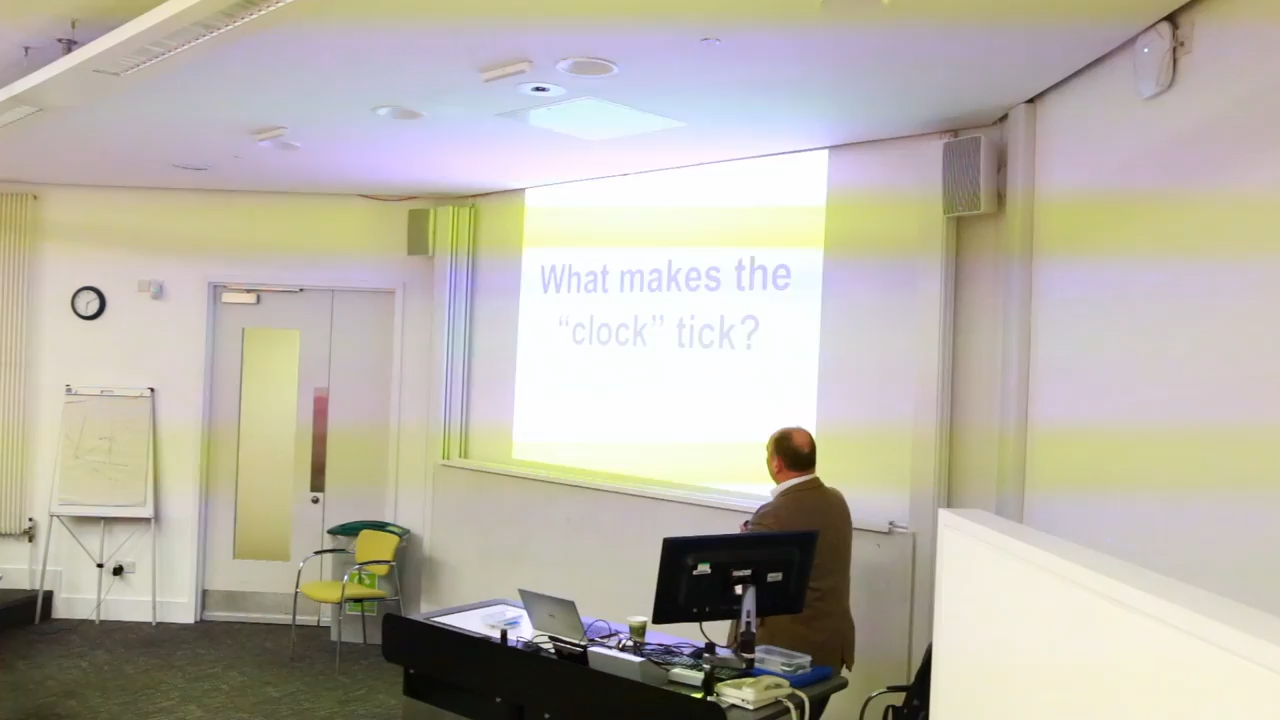 What makes the
“clock” tick?